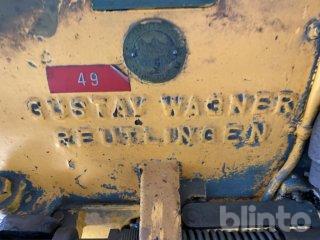 49
GUSTAV WAGNER
REUTLINGEN
blinto